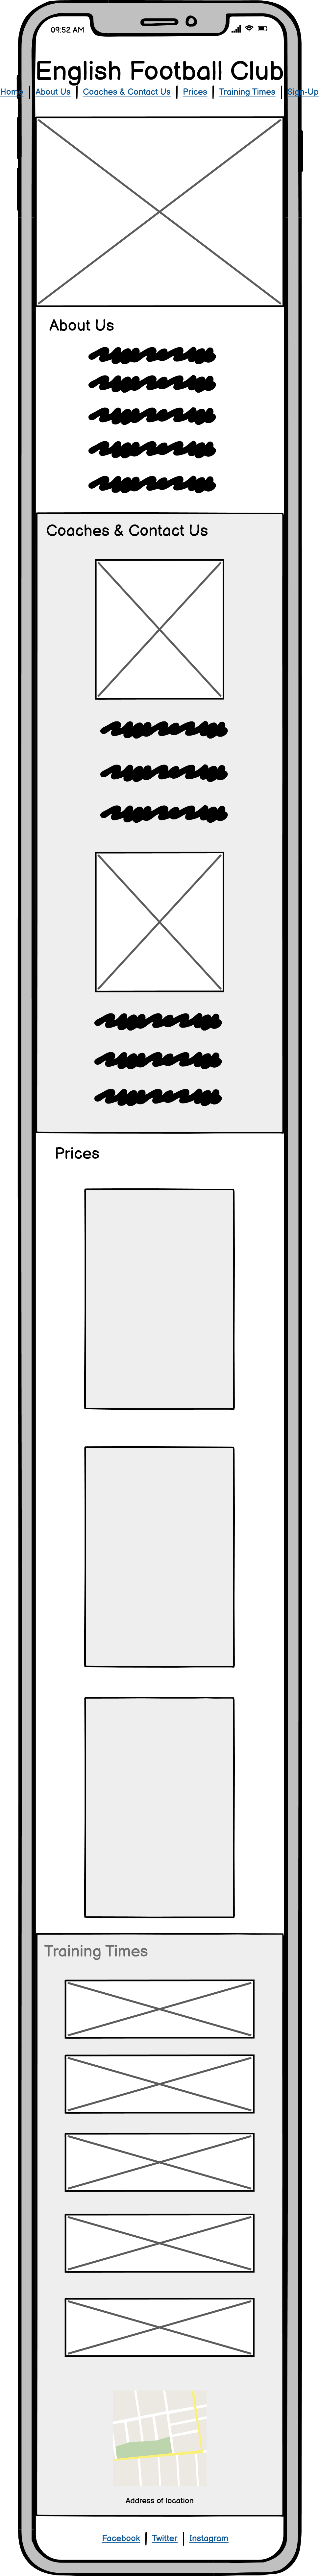 09:52 AM
English Football Club
Home | About Us | Coaches & Contact Us | Prices | Training Times | Sign-Up
About Us
Coaches & Contact Us
Prices
Training Times
Address of location
Facebook | Twitter | Instagram